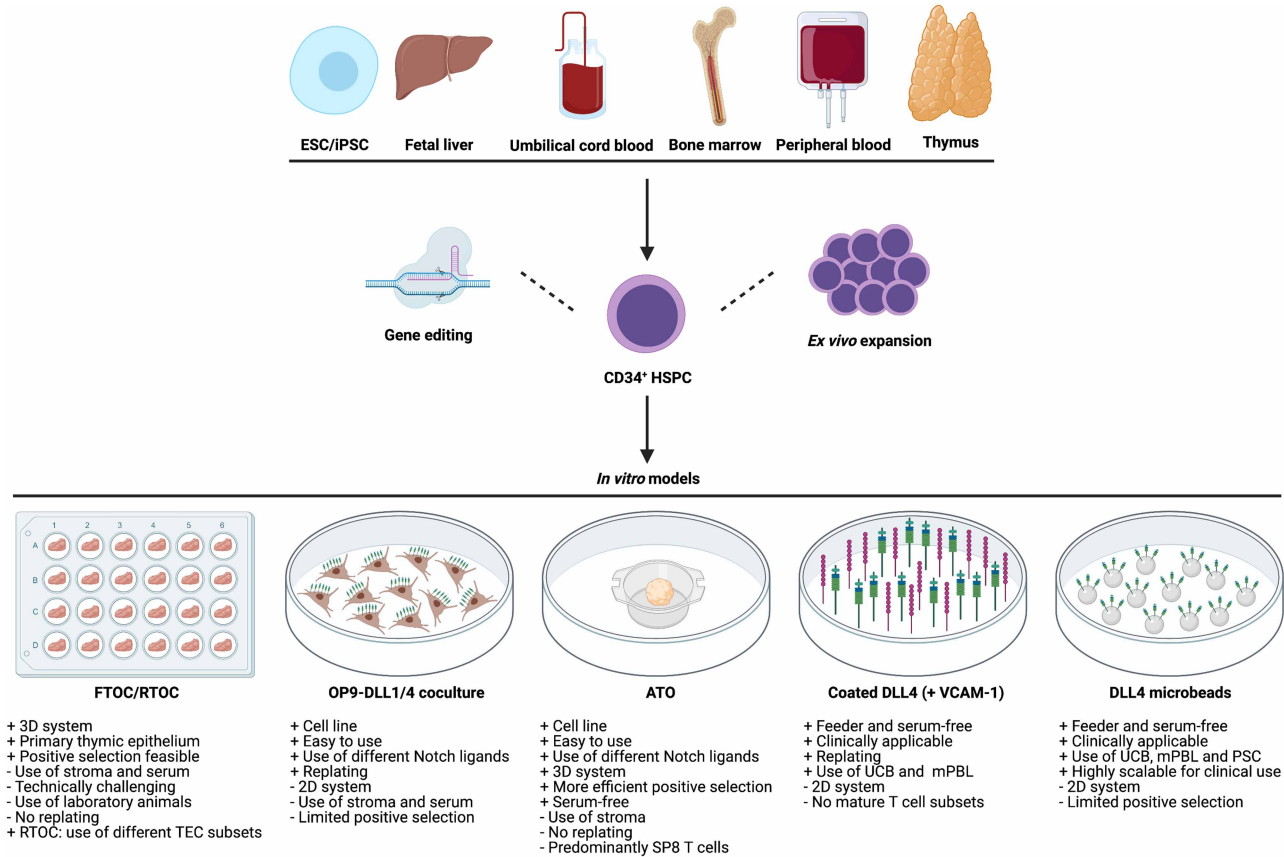 ESC/iPSC
Fetal liver
Umbilical cord blood
Bone marrow
Peripheral blood
Thymus
Gene editing
CD34⁺ HSPC
Ex vivo expansion
In vitro models
1 2 3 4 5 6
A
B
C
D
FTOC/RTOC
+ 3D system
+ Primary thymic epithelium
+ Positive selection feasible
- Use of stroma and serum
- Technically challenging
- Use of laboratory animals
- No replating
+ RTOC: use of different TEC subsets
OP9-DLL1/4 coculture
+ Cell line
+ Easy to use
+ Use of different Notch ligands
+ Replating
- 2D system
- Use of stroma and serum
- Limited positive selection
ATO
+ Cell line
+ Easy to use
+ Use of different Notch ligands
+ 3D system
+ More efficient positive selection
+ Serum-free
- Use of stroma
- No replating
- Predominantly SP8 T cells
Coated DLL4 (+ VCAM-1)
+ Feeder and serum-free
+ Clinically applicable
+ Replating
+ Use of UCB and mPBL
- 2D system
- No mature T cell subsets
DLL4 microbeads
+ Feeder and serum-free
+ Clinically applicable
+ Use of UCB, mPBL and PSC
+ Highly scalable for clinical use
- 2D system
- Limited positive selection